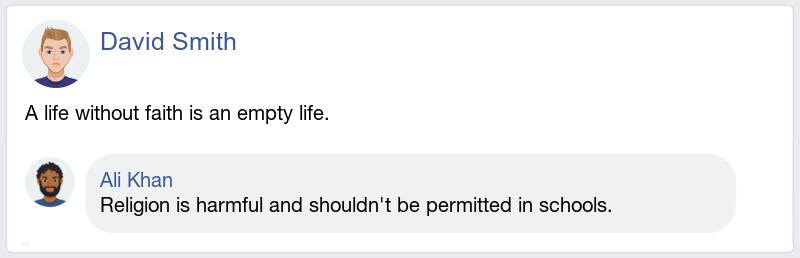 David Smith
A life without faith is an empty life.
Ali Khan
Religion is harmful and shouldn't be permitted in schools.